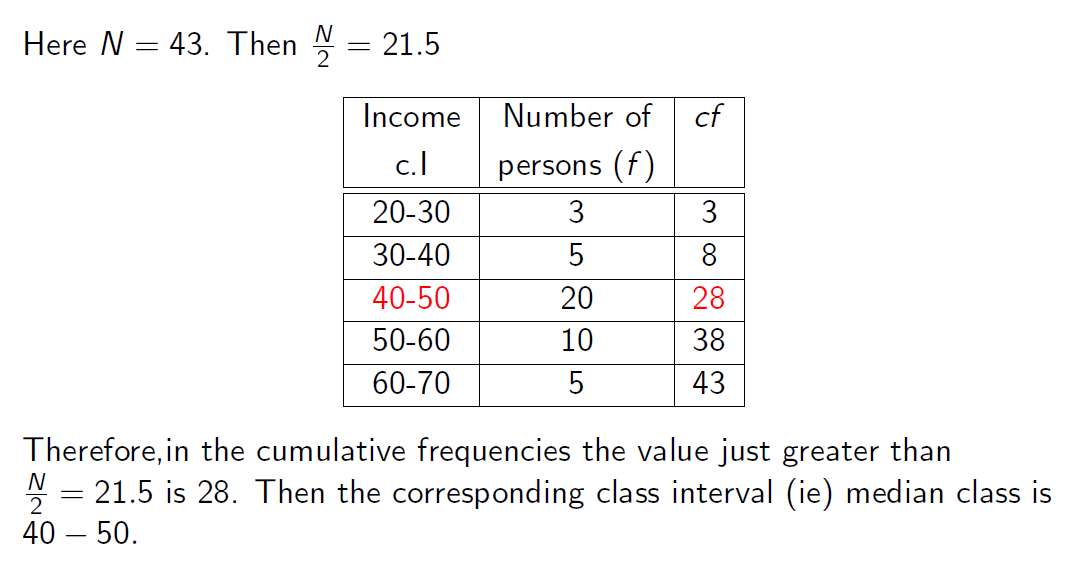 Here N = 43. Then N/2 = 21.5
Income Number of cf
c.I persons (f)
20-30 3 3
30-40 5 8
40-50 20 28
50-60 10 38
60-70 5 43
Therefore,in the cumulative frequencies the value just greater than
N/2 = 21.5 is 28. Then the corresponding class interval (ie) median class is
40 − 50.